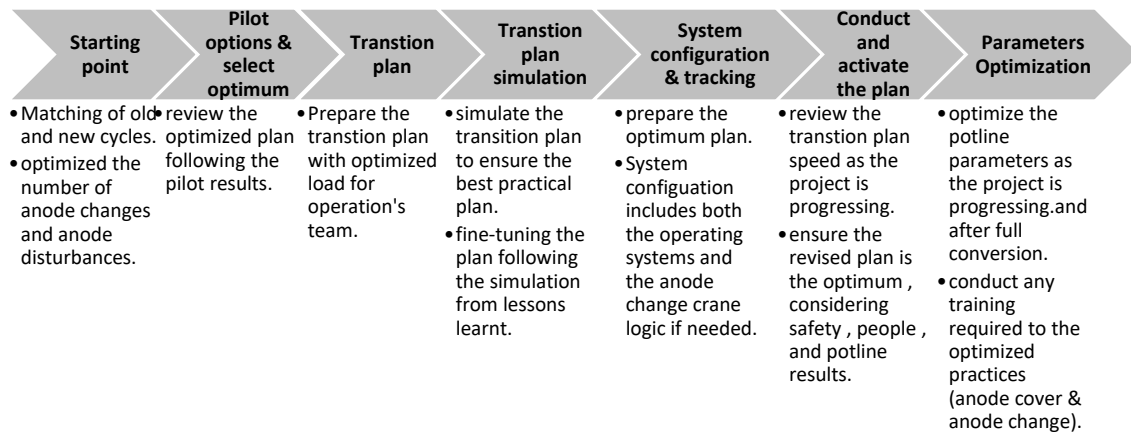 Starting
point
Pilot
options &
select
optimum
Transtion
plan
Transtion
plan
simulation
System
configuration
& tracking
Conduct
and
activate
the plan
Parameters
Optimization
•Matching of old
and new cycles.
•optimized the
number of
anode changes
and anode
disturbances.
•review the
optimized plan
following the
pilot results.
•Prepare the
transtion plan
with optimized
load for
operation's
team.
•simulate the
transition plan
to ensure the
best practical
plan.
•fine-tuning the
plan following
the simulation
from lessons
learnt.
•prepare the
optimum plan.
•System
configuation
includes both
the operating
systems and
the anode
change crane
logic if needed.
•review the
transtion plan
speed as the
project is
progressing.
•ensure the
revised plan is
the optimum ,
considering
safety , people ,
and potline
results.
•optimize the
potline
parameters as
the project is
progressing.and
after full
conversion.
•conduct any
training
required to the
optimized
practices
(anode cover &
anode change).